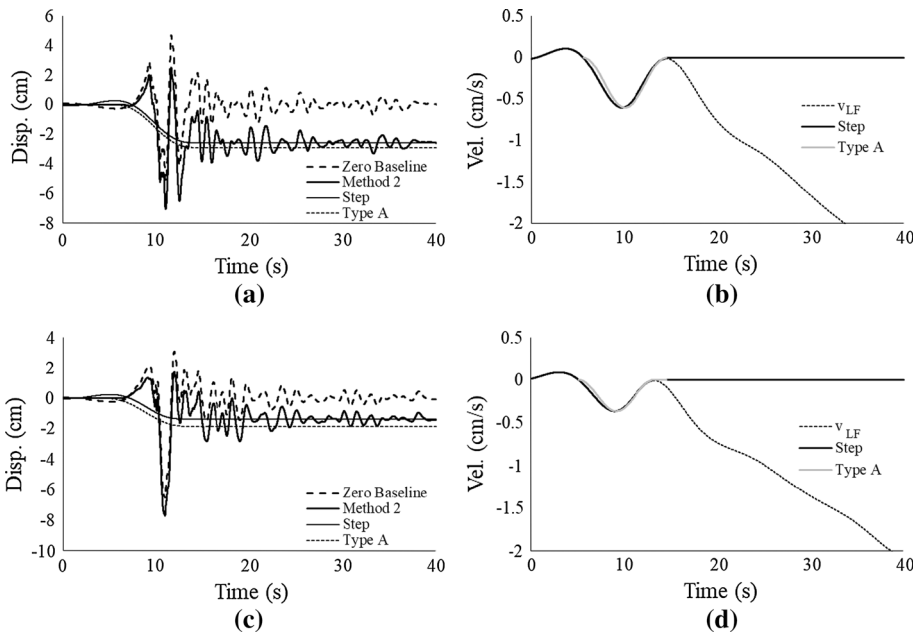 6
4
2
0
-2
-4
-6
-8
Disp. (cm)
Zero Baseline
Method 2
Step
Type A
0 10 20 30 40
Time (s)
(a)
0.5
0
-0.5
-1
-1.5
-2
Vel. (cm/s)
vLF
Step
Type A
0 10 20 30 40
Time (s)
(b)
4
2
0
-2
-4
-6
-8
-10
Disp. (cm)
Zero Baseline
Method 2
Step
Type A
0 10 20 30 40
Time (s)
(c)
0.5
0
-0.5
-1
-1.5
-2
Vel. (cm/s)
v LF
Step
Type A
0 10 20 30 40
Time (s)
(d)